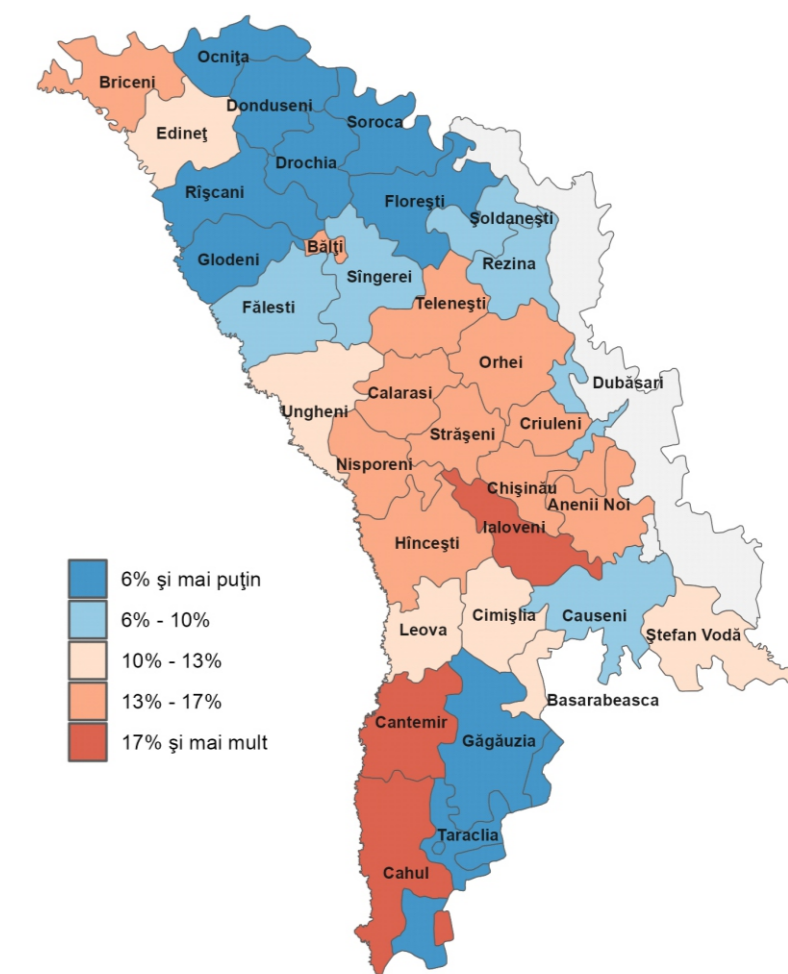 Ocniţa
Briceni
Donduseni
Soroca
Edineţ
Drochia
Rîşcani
Floreşti
Şoldaneşti
Bălţi
Glodeni
Rezina
Sîngerei
Făleşti
Teleneşti
Orhei
Dubăsari
Calarasi
Ungheni
Criuleni
Străşeni
Nisporeni
Chişinău
Anenii Noi
Ialoveni
Hînceşti
6% şi mai puţin
6% - 10%
10% - 13%
13% - 17%
17% şi mai mult
Cimişlia
Causeni
Leova
Ştefan Vodă
Basarabeasca
Cantemir
Găgăuzia
Taraclia
Cahul